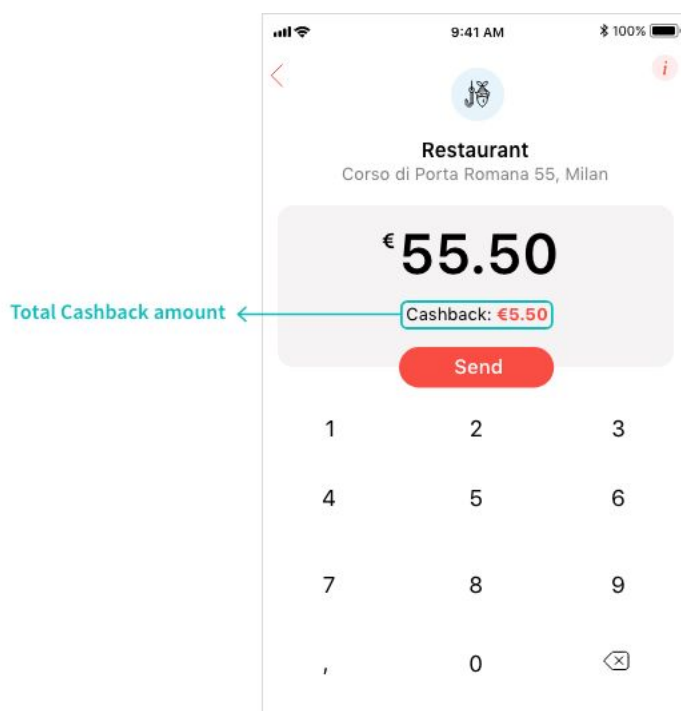 9:41 AM
100%
i
Restaurant
Corso di Porta Romana 55, Milan
€55.50
Total Cashback amount
Cashback: €5.50
Send
1 2 3
4 5 6
7 8 9
, 0